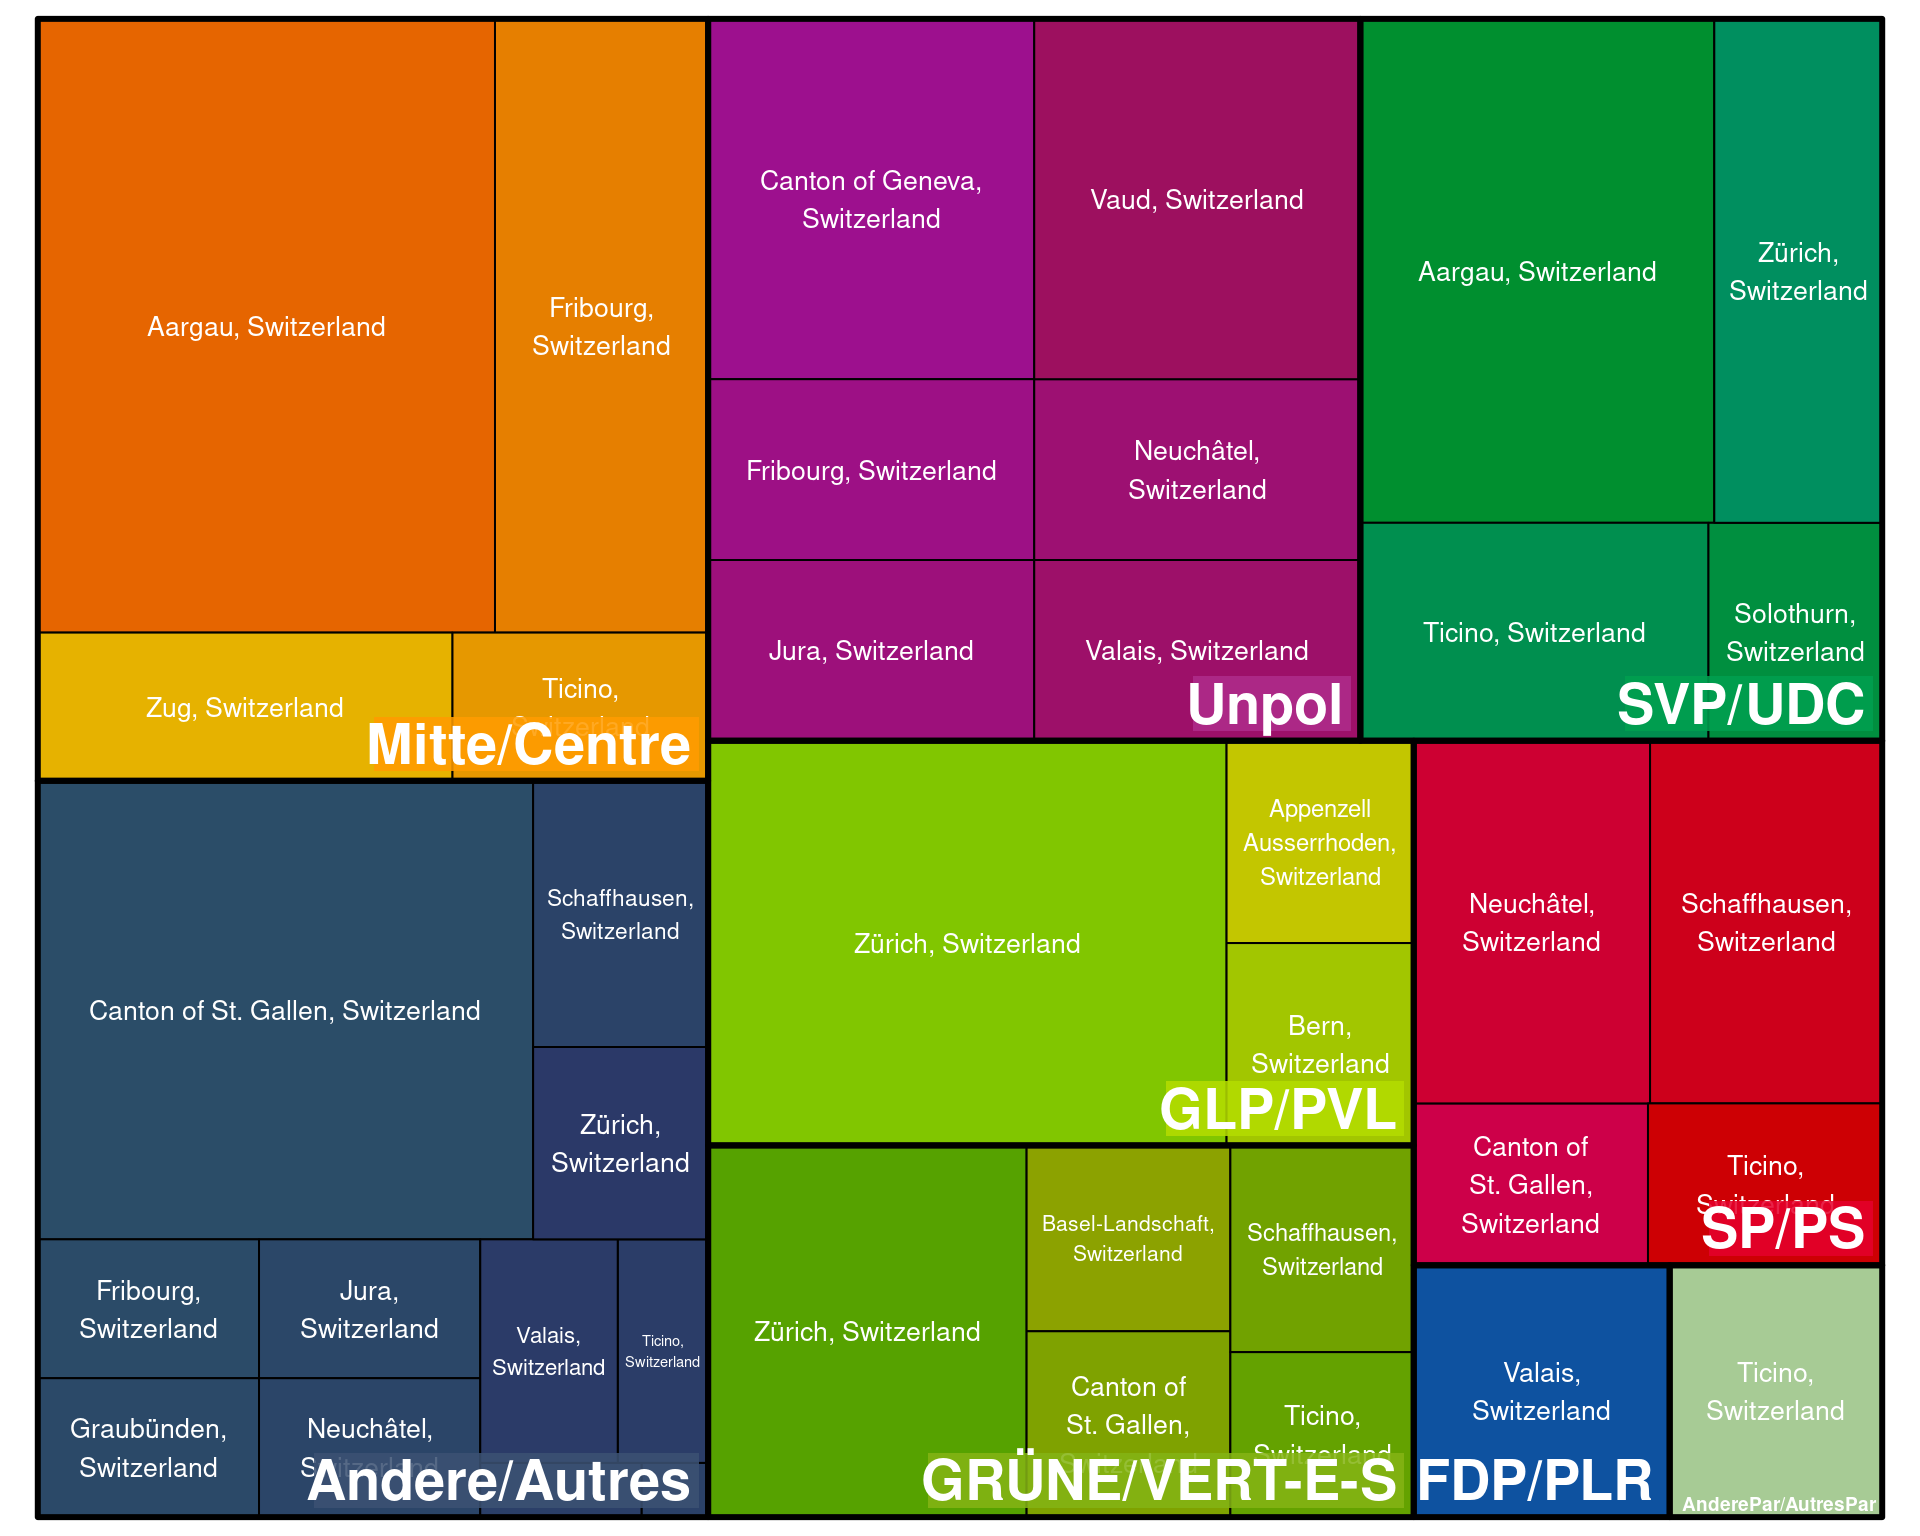 Aargau, Switzerland
Fribourg,
Switzerland
Zug, Switzerland
Ticino,
Switzerland
Mitte/Centre
Canton of Geneva,
Switzerland
Vaud, Switzerland
Fribourg, Switzerland
Neuchâtel,
Switzerland
Jura, Switzerland
Valais, Switzerland
Unpol
Aargau, Switzerland
Zürich,
Switzerland
Ticino, Switzerland
Solothurn,
Switzerland
SVP/UDC
Canton of St. Gallen, Switzerland
Schaffhausen,
Switzerland
Zürich,
Switzerland
Fribourg,
Switzerland
Jura,
Switzerland
Valais,
Switzerland
Ticino,
Switzerland
Graubünden,
Switzerland
Neuchâtel,
Switzerland
Andere/Autres
Zürich, Switzerland
Appenzell
Ausserrhoden,
Switzerland
Bern,
Switzerland
GLP/PVL
Zürich, Switzerland
Basel-Landschaft,
Switzerland
Schaffhausen,
Switzerland
Canton of
St. Gallen,
Switzerland
Ticino,
Switzerland
GRÜNE/VERT-E-S
Neuchâtel,
Switzerland
Schaffhausen,
Switzerland
Canton of
St. Gallen,
Switzerland
Ticino,
Switzerland
SP/PS
Valais,
Switzerland
FDP/PLR
Ticino,
Switzerland
AnderePar/AutresPar